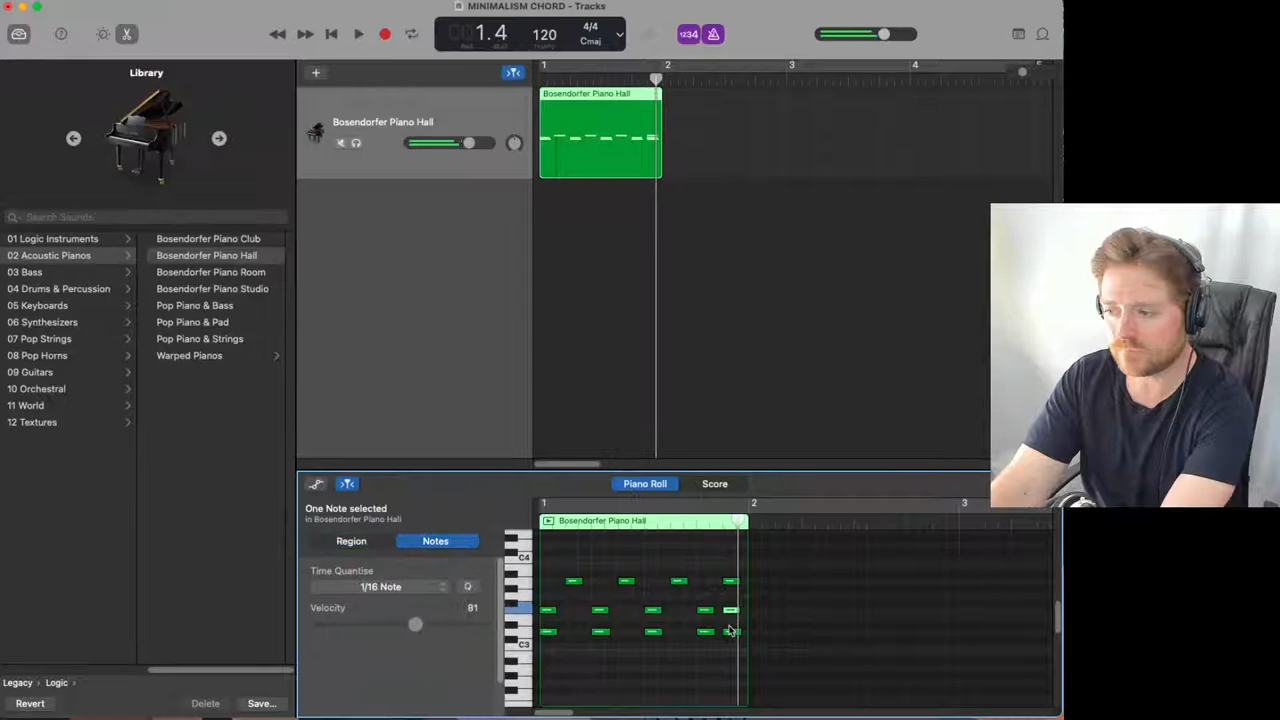 MINIMALISM CHORD - Tracks
1.4
120
4/4
Cmaj
BAR
BEAT
TEMPO
1234
Library
1
2
3
4
Bosendorfer Piano Hall
Bosendorfer Piano Hall
Search Sounds
01 Logic Instruments
02 Acoustic Pianos
03 Bass
04 Drums & Percussion
05 Keyboards
06 Synthesizers
07 Pop Strings
08 Pop Horns
09 Guitars
10 Orchestral
11 World
12 Textures
Bosendorfer Piano Club
Bosendorfer Piano Hall
Bosendorfer Piano Room
Bosendorfer Piano Studio
Pop Piano & Bass
Pop Piano & Pad
Pop Piano & Strings
Warped Pianos
Piano Roll
Score
One Note selected
in Bosendorfer Piano Hall
Region
Notes
Time Quantise
1/16 Note
Velocity
81
1
2
3
Bosendorfer Piano Hall
C4
C3
Legacy
Logic
Revert
Delete
Save...